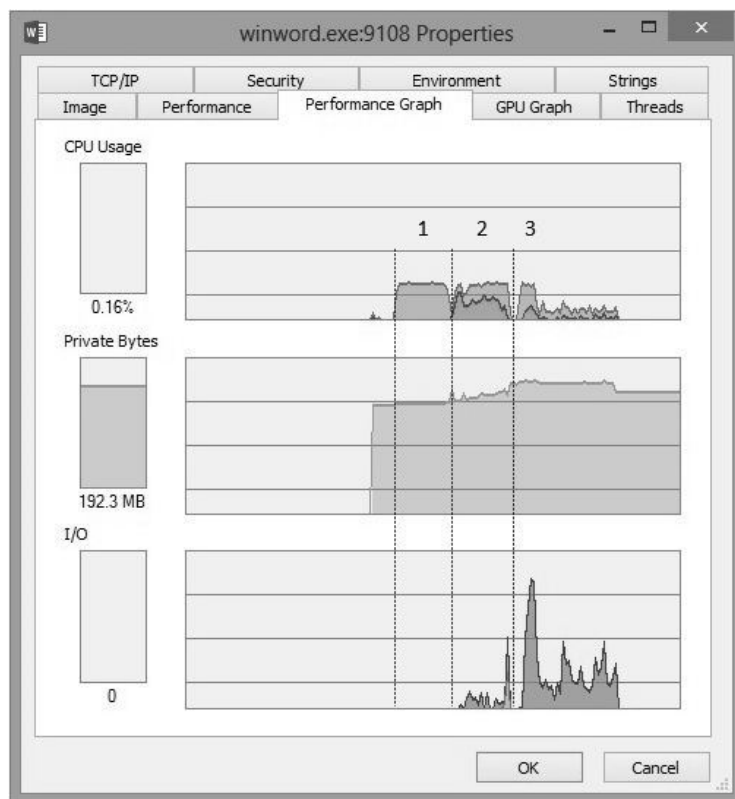 winword.exe:9108 Properties
TCP/IP Security Environment Strings
Image Performance Performance Graph GPU Graph Threads
CPU Usage
1 2 3
0.16%
Private Bytes
192.3 MB
I/O
0
OK Cancel